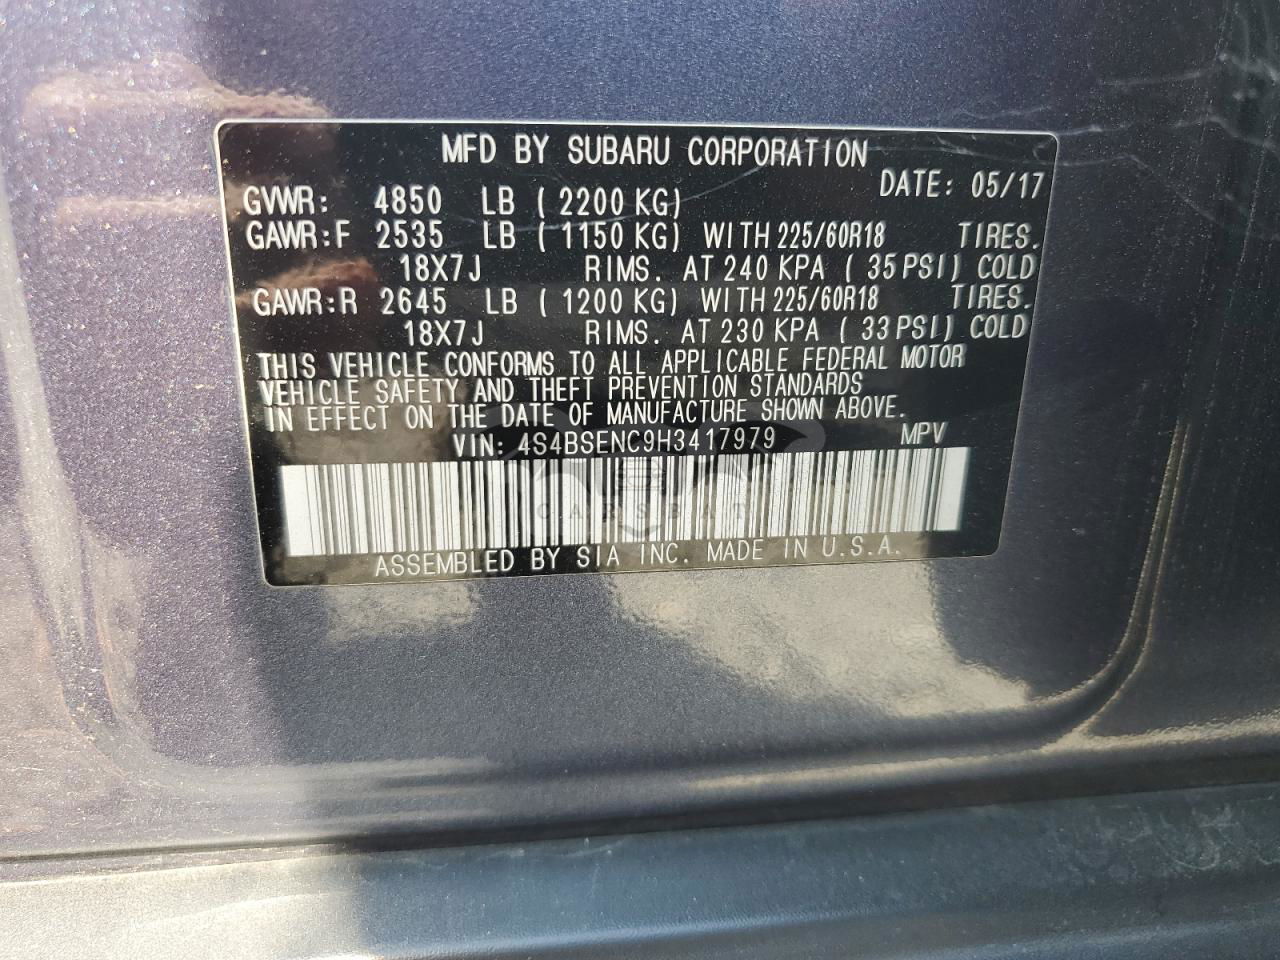 MFD BY SUBARU CORPORATION
DATE: 05/17
GVWR: 4850 LB ( 2200 KG)
GAWR:F 2535 LB ( 1150 KG) WITH 225/60R18 TIRES.
18X7J RIMS. AT 240 KPA ( 35 PSI) COLD
GAWR:R 2645 LB ( 1200 KG) WITH 225/60R18 TIRES.
18X7J RIMS. AT 230 KPA ( 33 PSI) COLD
THIS VEHICLE CONFORMS TO ALL APPLICABLE FEDERAL MOTOR
VEHICLE SAFETY AND THEFT PREVENTION STANDARDS
IN EFFECT ON THE DATE OF MANUFACTURE SHOWN ABOVE.
VIN: 4S4BSENC9H3417979 MPV
CARSBAT
ASSEMBLED BY SIA INC. MADE IN U.S.A.